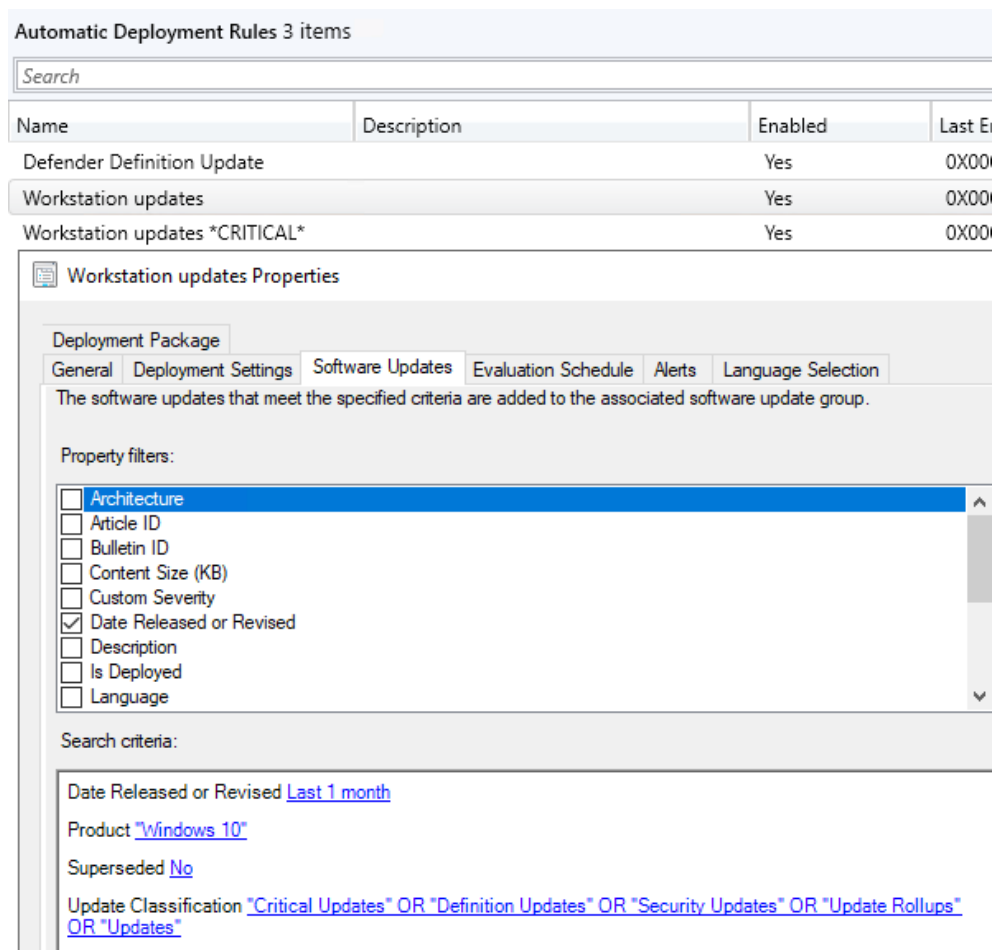 Automatic Deployment Rules 3 items
Search
Name Description Enabled Last
Defender Definition Update Yes 0X00
Workstation updates Yes 0X00
Workstation updates *CRITICAL* Yes 0X00
Workstation updates Properties
Deployment Package
General Deployment Settings Software Updates Evaluation Schedule Alerts Language Selection
The software updates that meet the specified criteria are added to the associated software update group.
Property filters:
Architecture
Article ID
Bulletin ID
Content Size (KB)
Custom Severity
Date Released or Revised
Description
Is Deployed
Language
Search criteria:
Date Released or Revised Last 1 month
Product "Windows 10"
Superseded No
Update Classification "Critical Updates" OR "Definition Updates" OR "Security Updates" OR "Update Rollups"
OR "Updates"